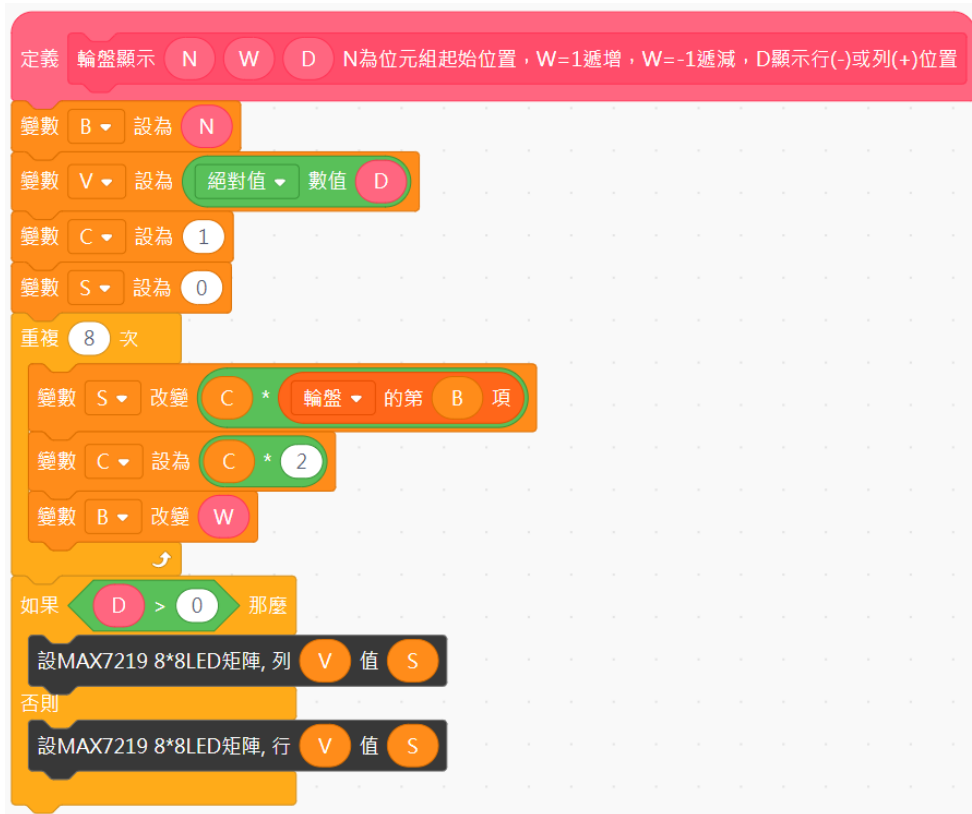 定義 輪盤顯示 N W D N為位元組起始位置,W=1遞增,W=-1遞減,D顯示行(-)或列(+)位置
變數 B 設為 N
變數 V 設為 絕對值 數值 D
變數 C 設為 1
變數 S 設為 0
重複 8 次
變數 S 改變 C * 輪盤 的第 B 項
變數 C 設為 C * 2
變數 B 改變 W
如果 D > 0 那麼
設MAX7219 8*8LED矩陣, 列 V 值 S
否則
設MAX7219 8*8LED矩陣, 行 V 值 S